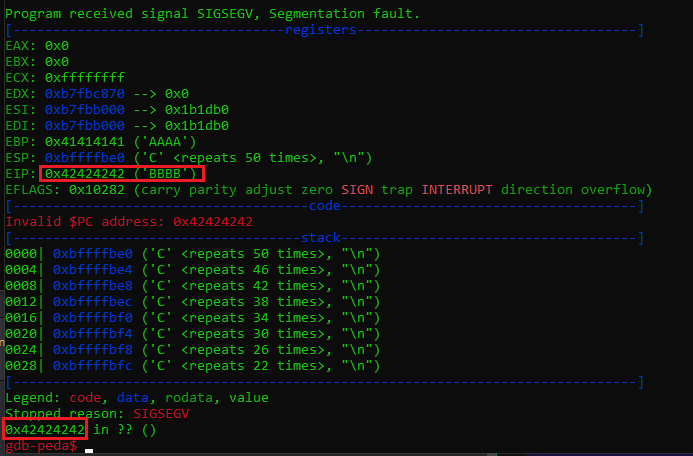 Program received signal SIGSEGV, Segmentation fault.
[----------------------------------registers-----------------------------------]
EAX: 0x0
EBX: 0x0
ECX: 0xffffffff
EDX: 0xb7fbc870 --> 0x0
ESI: 0xb7fbb000 --> 0x1b1db0
EDI: 0xb7fbb000 --> 0x1b1db0
EBP: 0x41414141 ('AAAA')
ESP: 0xbffffbe0 ('C' <repeats 50 times>, "\n")
EIP: 0x42424242 ('BBBB')
EFLAGS: 0x10282 (carry parity adjust zero SIGN trap INTERRUPT direction overflow)
[-------------------------------------code-------------------------------------]
Invalid $PC address: 0x42424242
[------------------------------------stack-------------------------------------]
0000| 0xbffffbe0 ('C' <repeats 50 times>, "\n")
0004| 0xbffffbe4 ('C' <repeats 46 times>, "\n")
0008| 0xbffffbe8 ('C' <repeats 42 times>, "\n")
0012| 0xbffffbec ('C' <repeats 38 times>, "\n")
0016| 0xbffffbf0 ('C' <repeats 34 times>, "\n")
0020| 0xbffffbf4 ('C' <repeats 30 times>, "\n")
0024| 0xbffffbf8 ('C' <repeats 26 times>, "\n")
0028| 0xbffffbfc ('C' <repeats 22 times>, "\n")
[------------------------------------------------------------------------------]
Legend: code, data, rodata, value
Stopped reason: SIGSEGV
0x42424242 in ?? ()
gdb-peda$